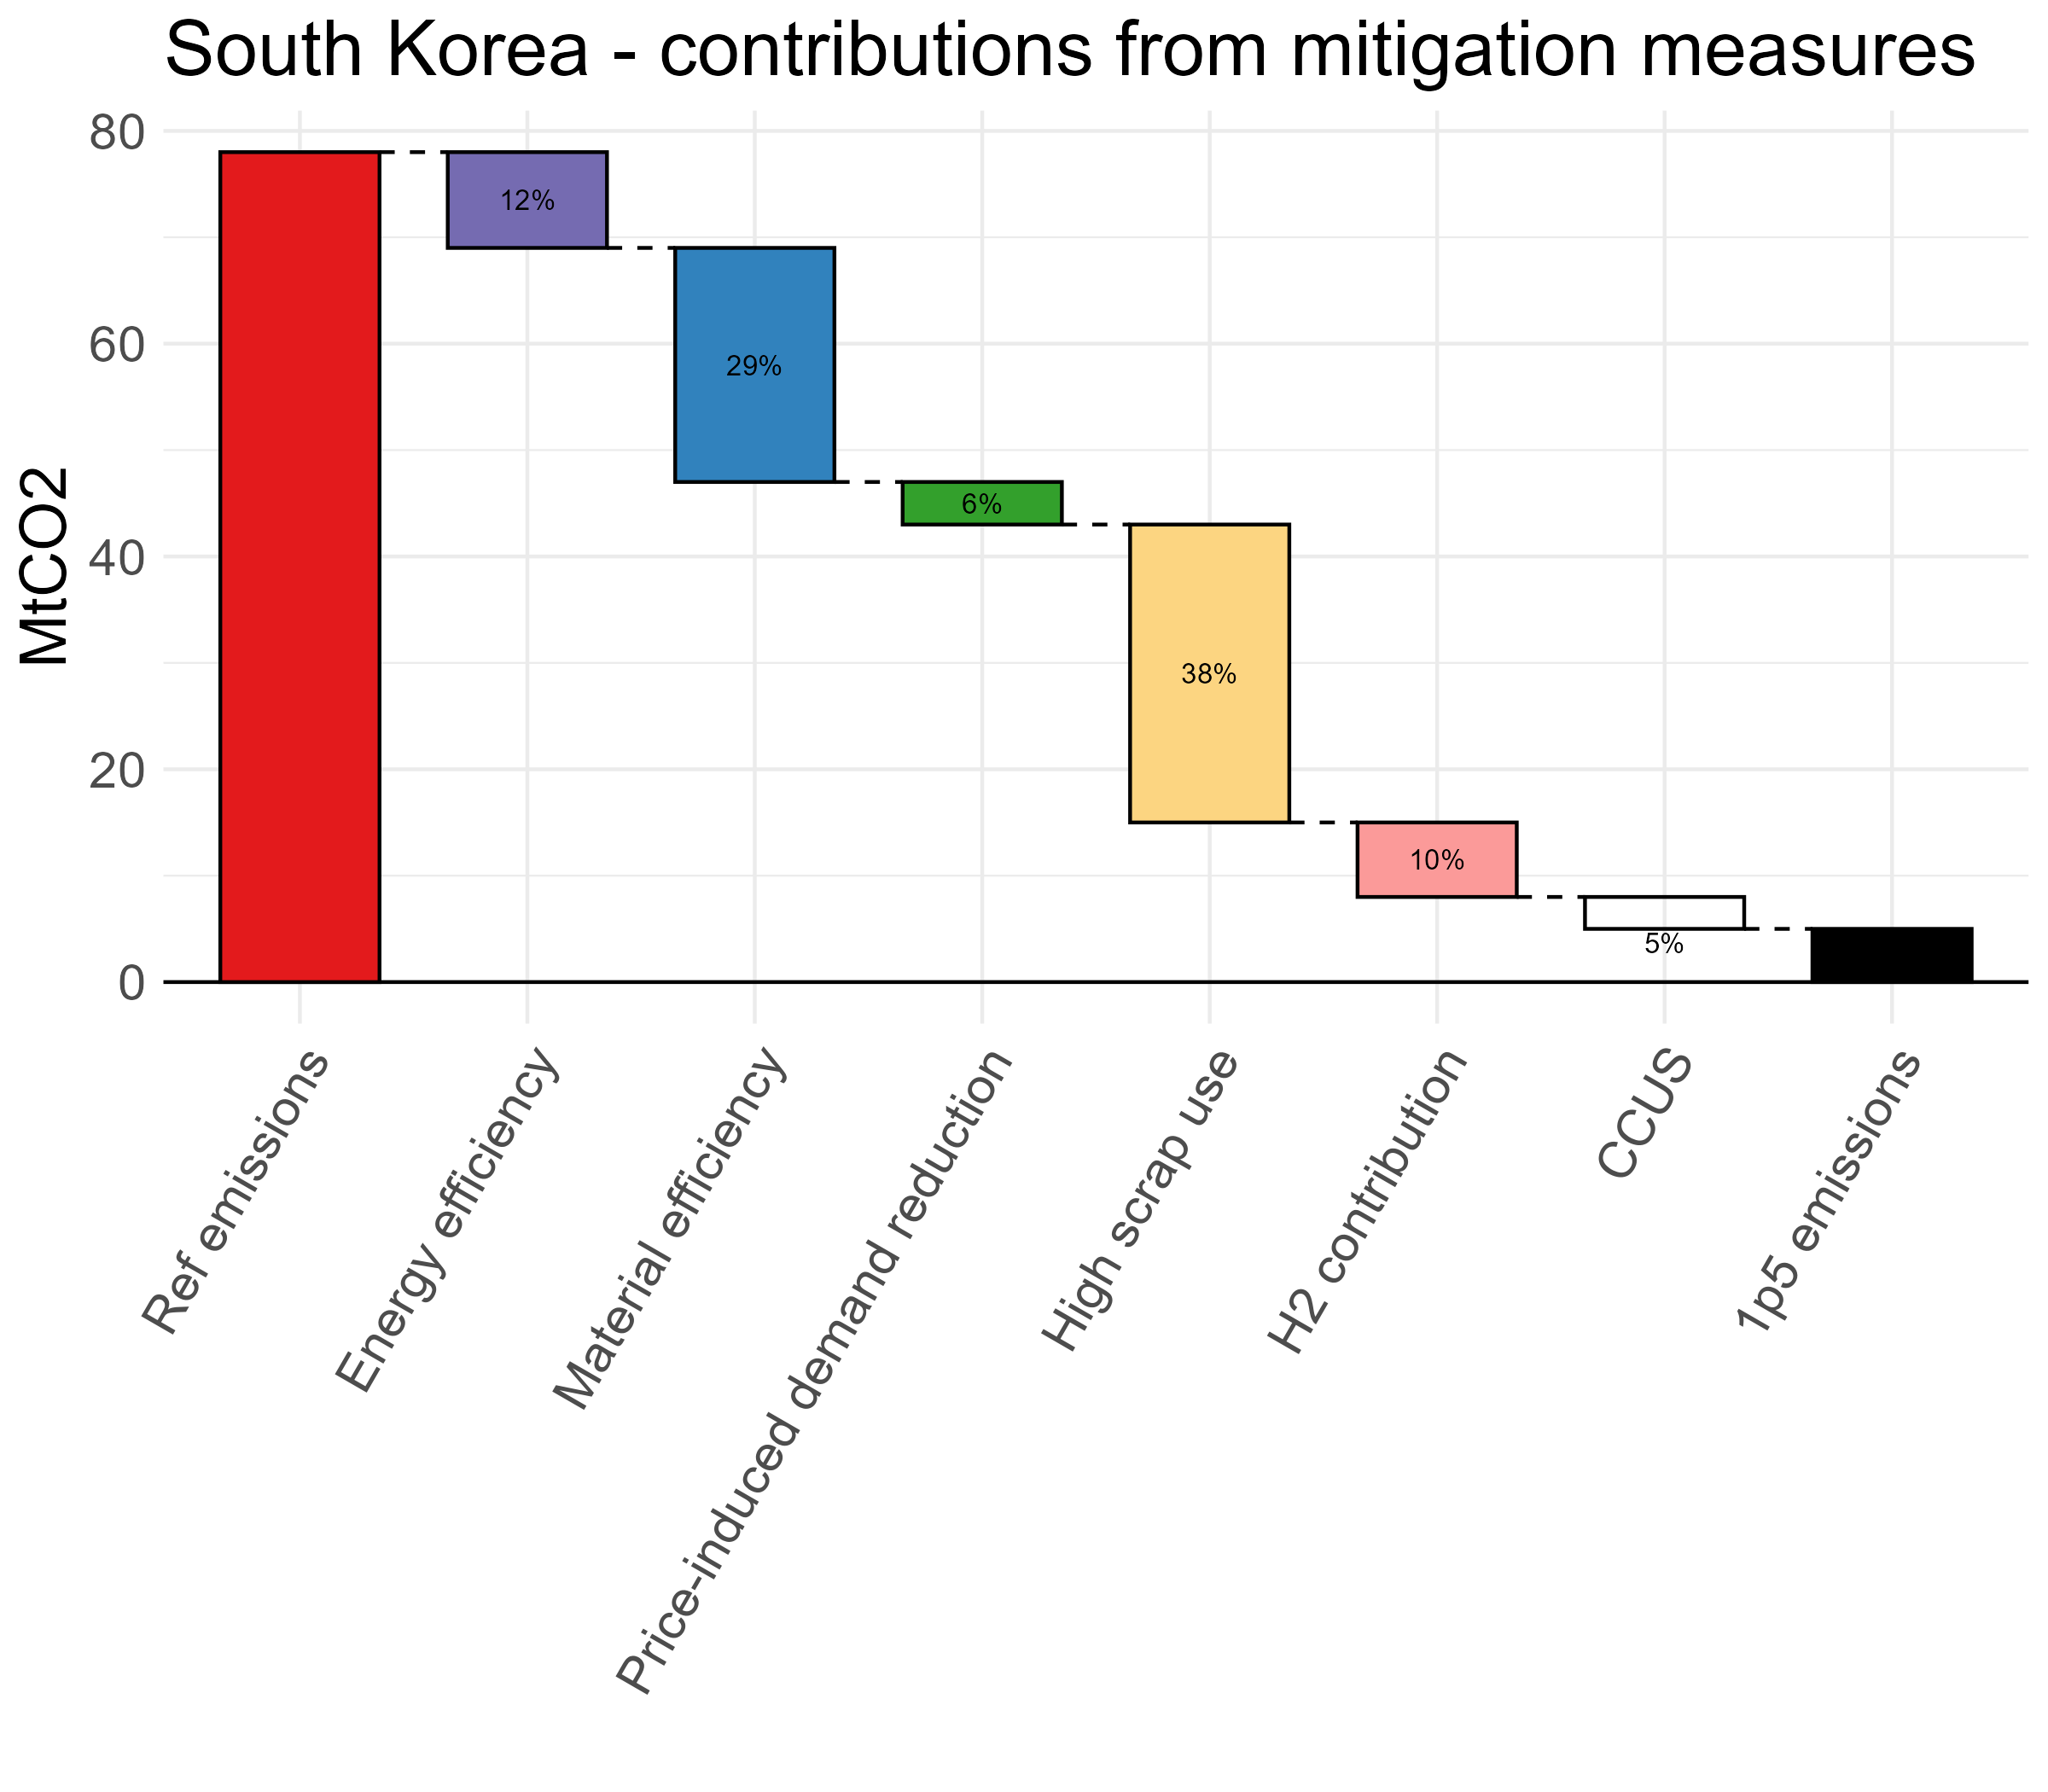 South Korea - contributions from mitigation measures
MtCO2
80
60
40
20
0
12%
29%
6%
38%
10%
5%
Ref emissions
Energy efficiency
Material efficiency
Price-induced demand reduction
High scrap use
H2 contribution
CCUS
1p5 emissions